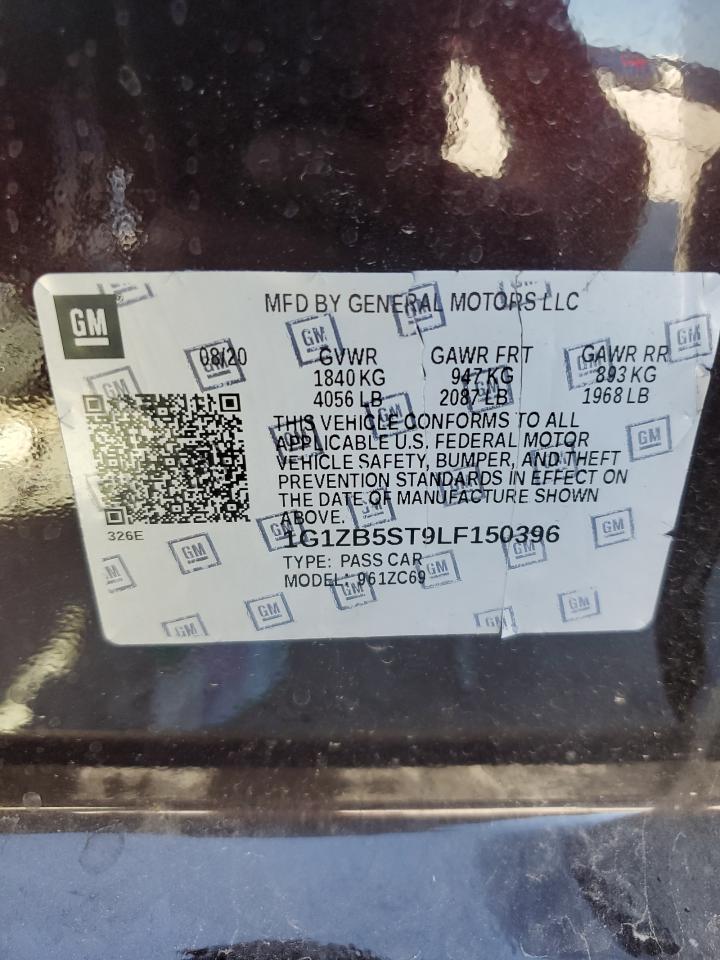 GM
MFD BY GENERAL MOTORS LLC
08/20 GVWR GAWR FRT GAWR RR
1840 KG 947 KG 893 KG
4056 LB 2087 LB 1968 LB
THIS VEHICLE CONFORMS TO ALL
APPLICABLE U.S. FEDERAL MOTOR
VEHICLE SAFETY, BUMPER, AND THEFT
PREVENTION STANDARDS IN EFFECT ON
THE DATE OF MANUFACTURE SHOWN
ABOVE.
326E
1G1ZB5ST9LF150396
TYPE: PASS CAR
MODEL: 961ZC69